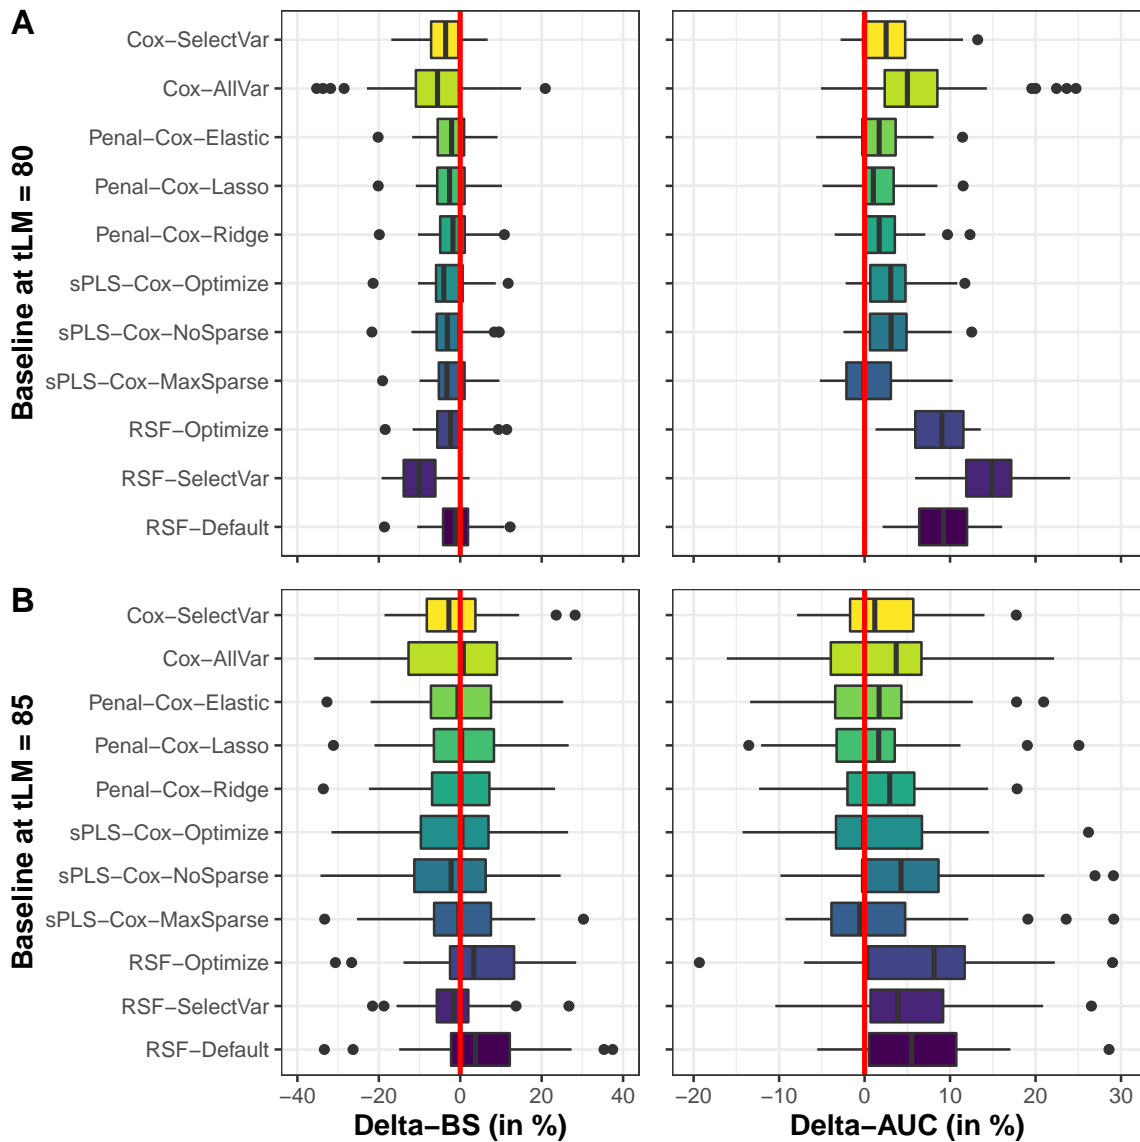 A
Baseline at tLM = 80
Cox−SelectVar
Cox−AllVar
Penal−Cox−Elastic
Penal−Cox−Lasso
Penal−Cox−Ridge
sPLS−Cox−Optimize
sPLS−Cox−NoSparse
sPLS−Cox−MaxSparse
RSF−Optimize
RSF−SelectVar
RSF−Default
B
Baseline at tLM = 85
Cox−SelectVar
Cox−AllVar
Penal−Cox−Elastic
Penal−Cox−Lasso
Penal−Cox−Ridge
sPLS−Cox−Optimize
sPLS−Cox−NoSparse
sPLS−Cox−MaxSparse
RSF−Optimize
RSF−SelectVar
RSF−Default
−40 −20 0 20 40
−20 −10 0 10 20 30
Delta−BS (in %)
Delta−AUC (in %)